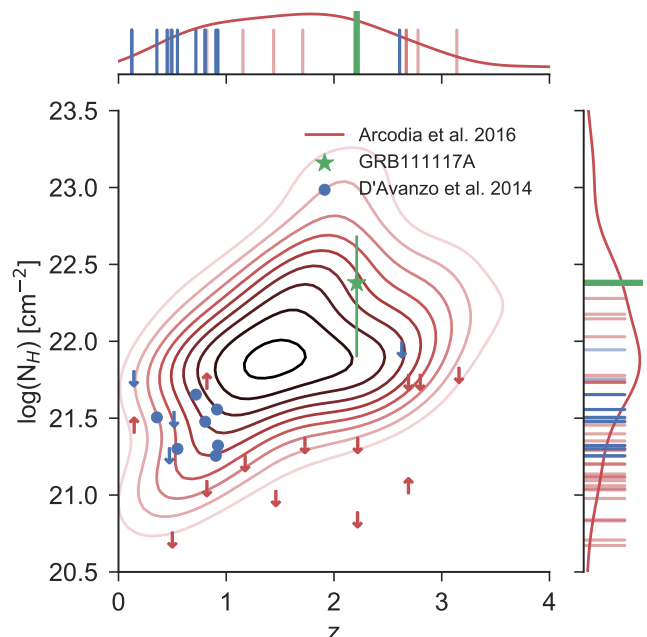 23.5
23.0
22.5
22.0
21.5
21.0
20.5
log(N_H) [cm⁻²]
Arcodia et al. 2016
GRB111117A
D'Avanzo et al. 2014
0 1 2 3 4
z